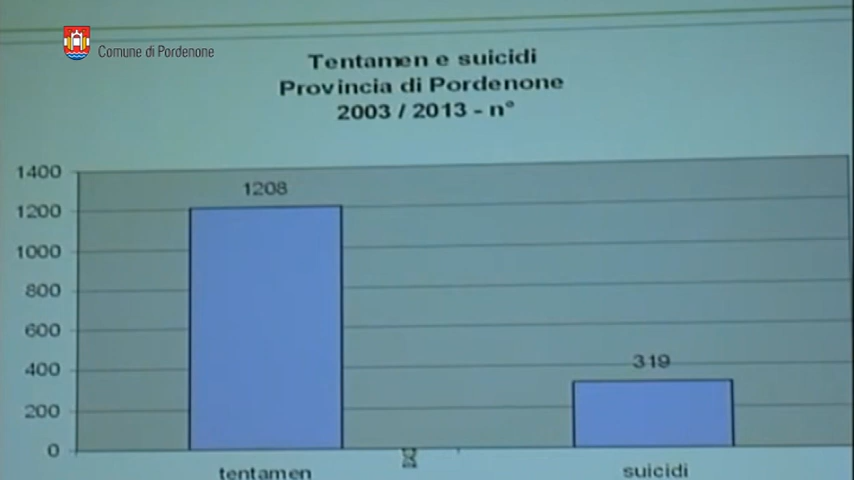 Comune di Pordenone
Tentamen e suicidi
Provincia di Pordenone
2003 / 2013 - n°
1400
1200
1000
800
600
400
200
0
1208
319
tentamen
suicidi